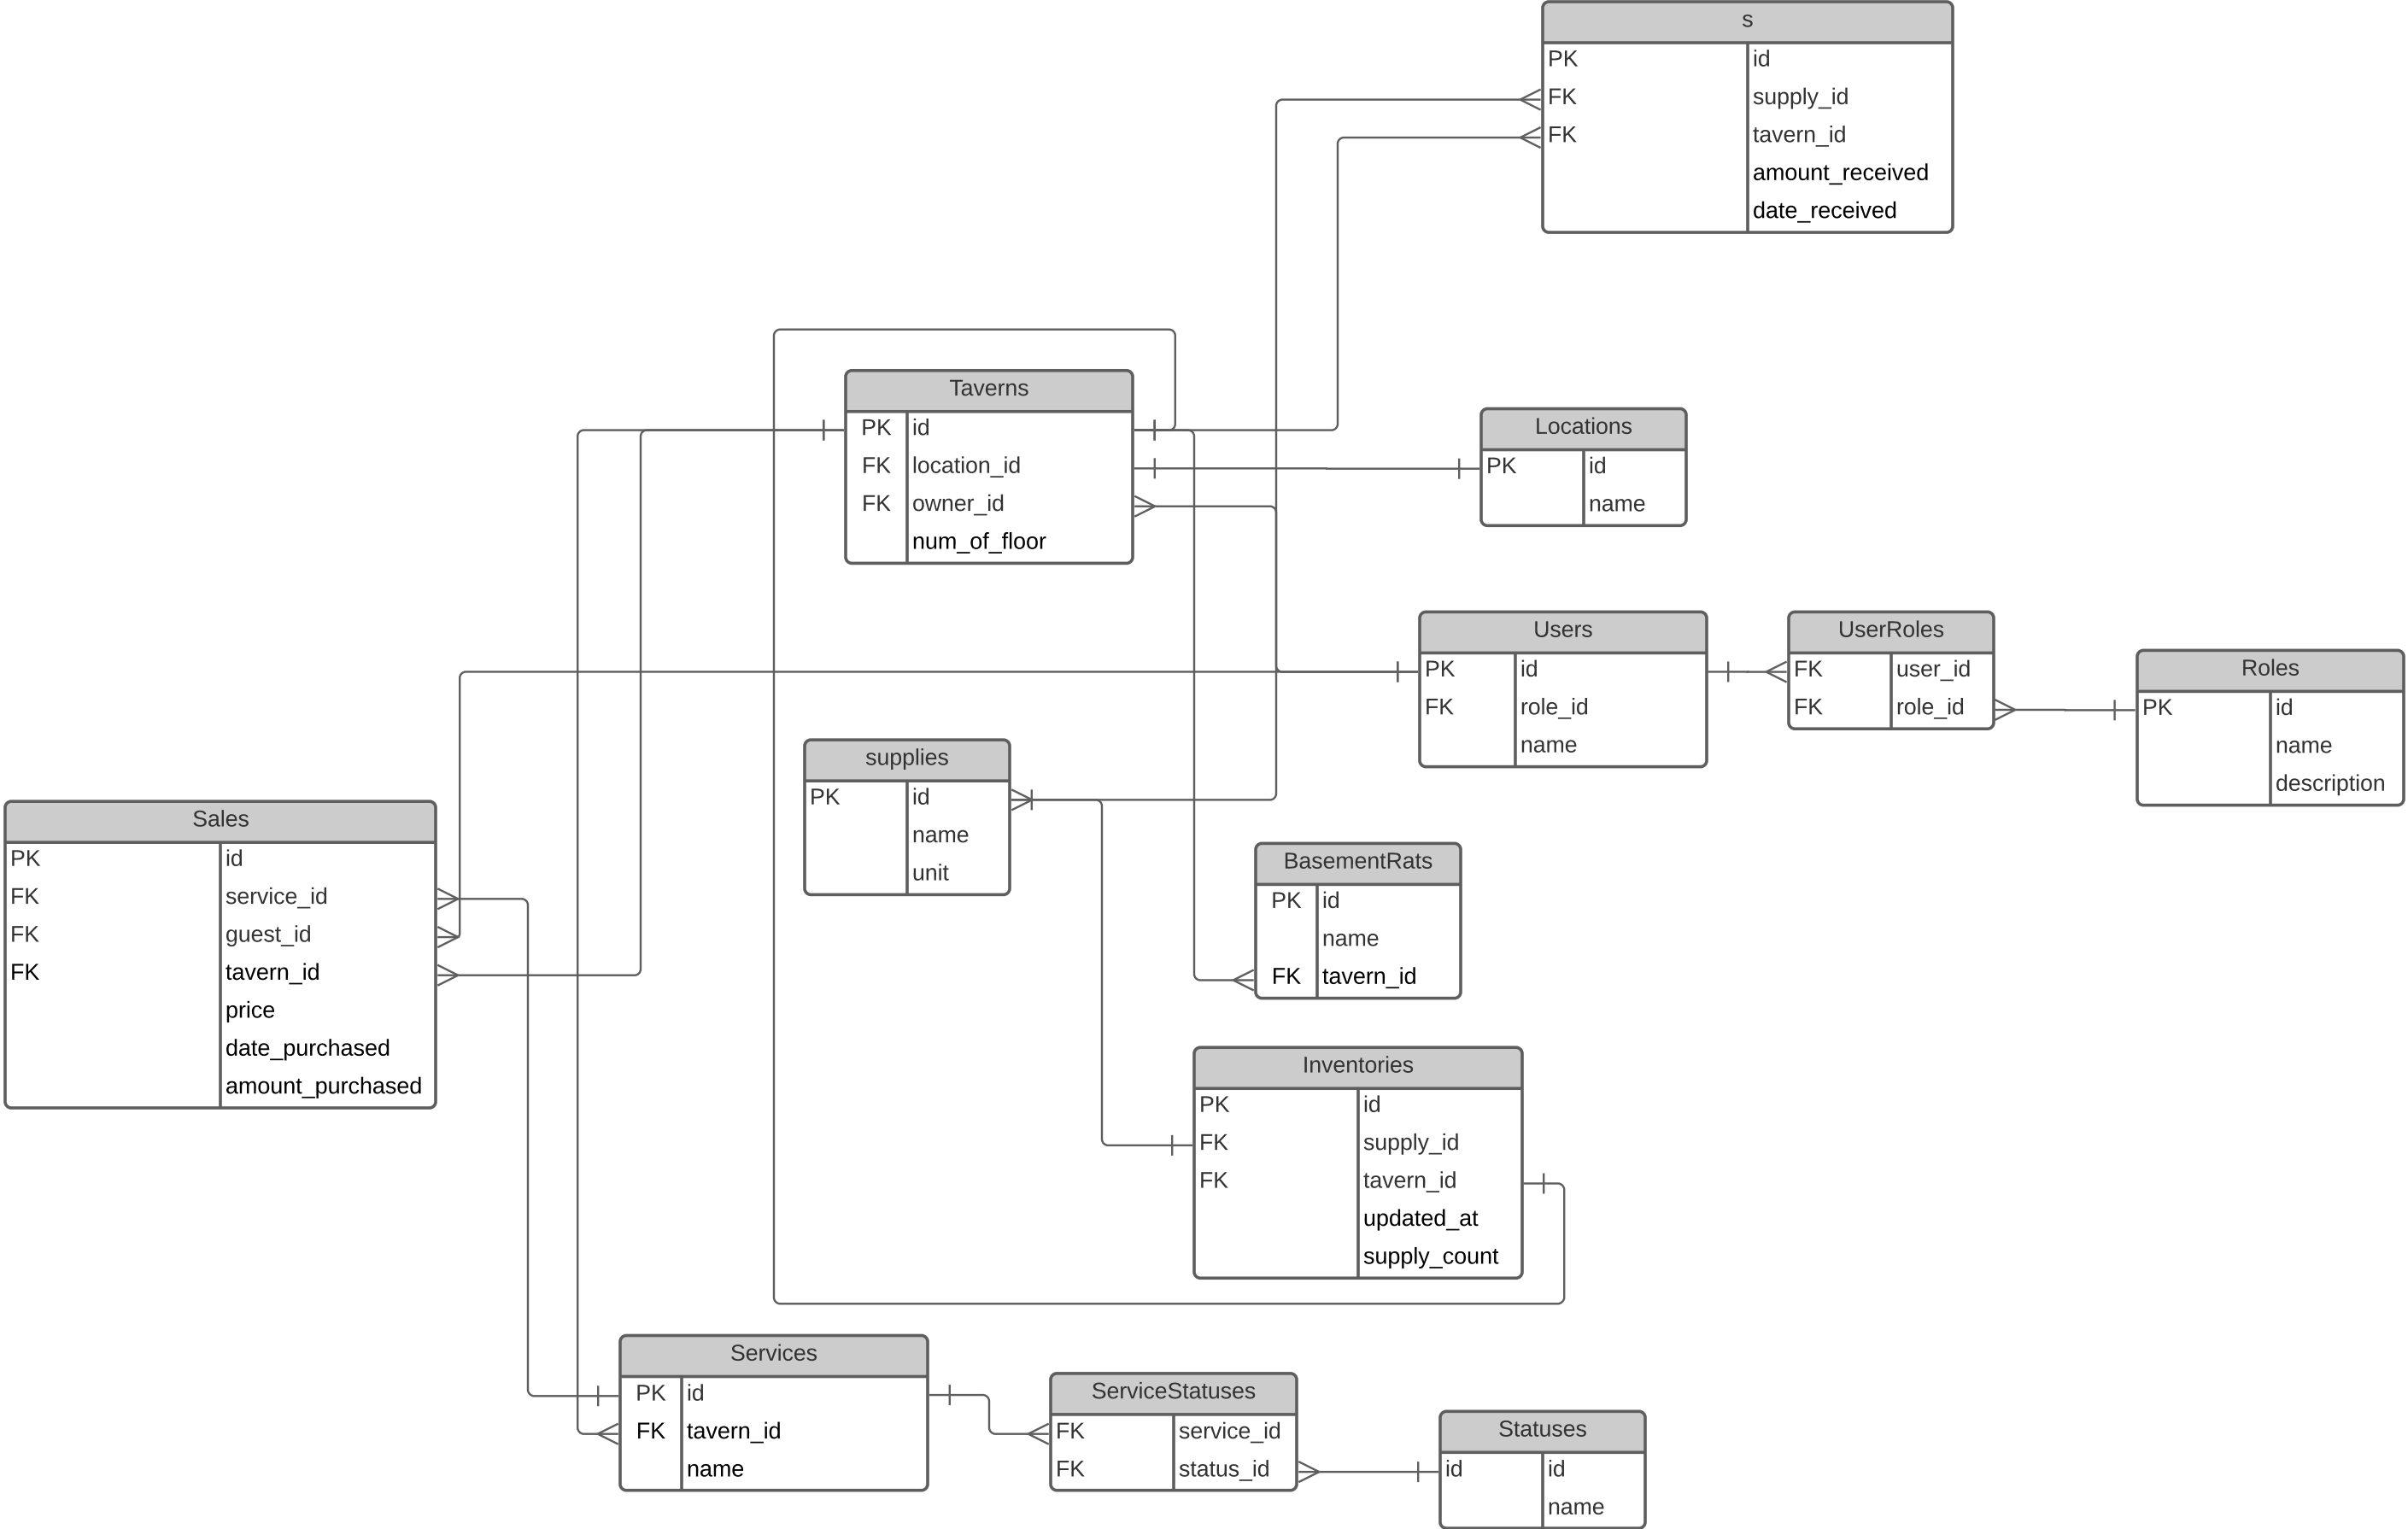 s
PK id
FK supply_id
FK tavern_id
amount_received
date_received
Taverns
PK id
FK location_id
FK owner_id
num_of_floor
Locations
PK id
name
Users
PK id
FK role_id
name
UserRoles
FK user_id
FK role_id
Roles
PK id
name
description
supplies
PK id
name
unit
Sales
PK id
FK service_id
FK guest_id
FK tavern_id
price
date_purchased
amount_purchased
BasementRats
PK id
name
FK tavern_id
Inventories
PK id
FK supply_id
FK tavern_id
updated_at
supply_count
Services
PK id
FK tavern_id
name
ServiceStatuses
FK service_id
FK status_id
Statuses
id id
name